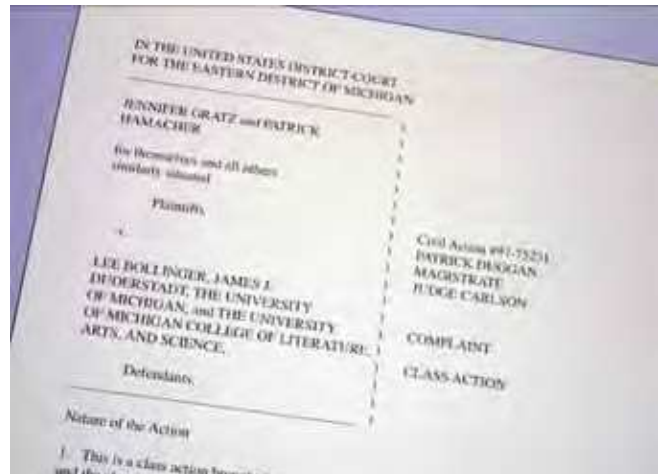 IN THE UNITED STATES DISTRICT COURT
FOR THE EASTERN DISTRICT OF MICHIGAN
JENNIFER GRATZ and PATRICK
HAMACHER
for themselves and all others
similarly situated
Plaintiffs,
v.
LEE BOLLINGER, JAMES J.
DUDERSTADT, THE UNIVERSITY
OF MICHIGAN, and THE UNIVERSITY
OF MICHIGAN COLLEGE OF LITERATURE,
ARTS, AND SCIENCE,
Defendants.
)
)
)
)
)
)
)
)
)
)
)
)
Civil Action #97-75231
PATRICK DUGGAN
MAGISTRATE
JUDGE CARLSON
COMPLAINT
CLASS ACTION
Nature of the Action
1. This is a class action
and the